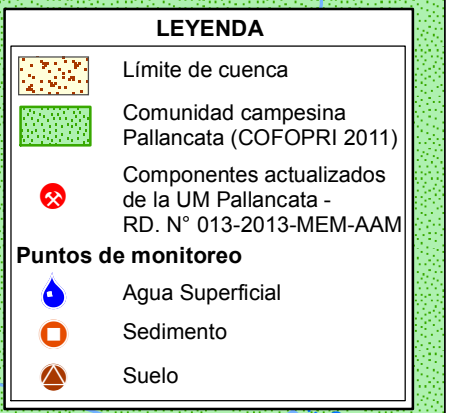 LEYENDA
Límite de cuenca
Comunidad campesina
Pallancata (COFOPRI 2011)
Componentes actualizados
de la UM Pallancata -
RD. N° 013-2013-MEM-AAM
Puntos de monitoreo
Agua Superficial
Sedimento
Suelo